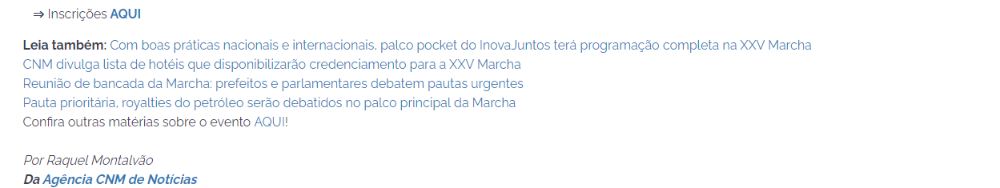 ⇒ Inscrições AQUI
Leia também: Com boas práticas nacionais e internacionais, palco pocket do InovaJuntos terá programação completa na XXV Marcha
CNM divulga lista de hotéis que disponibilizarão credenciamento para a XXV Marcha
Reunião de bancada da Marcha: prefeitos e parlamentares debatem pautas urgentes
Pauta prioritária, royalties do petróleo serão debatidos no palco principal da Marcha
Confira outras matérias sobre o evento AQUI!
Por Raquel Montalvão
Da Agência CNM de Notícias